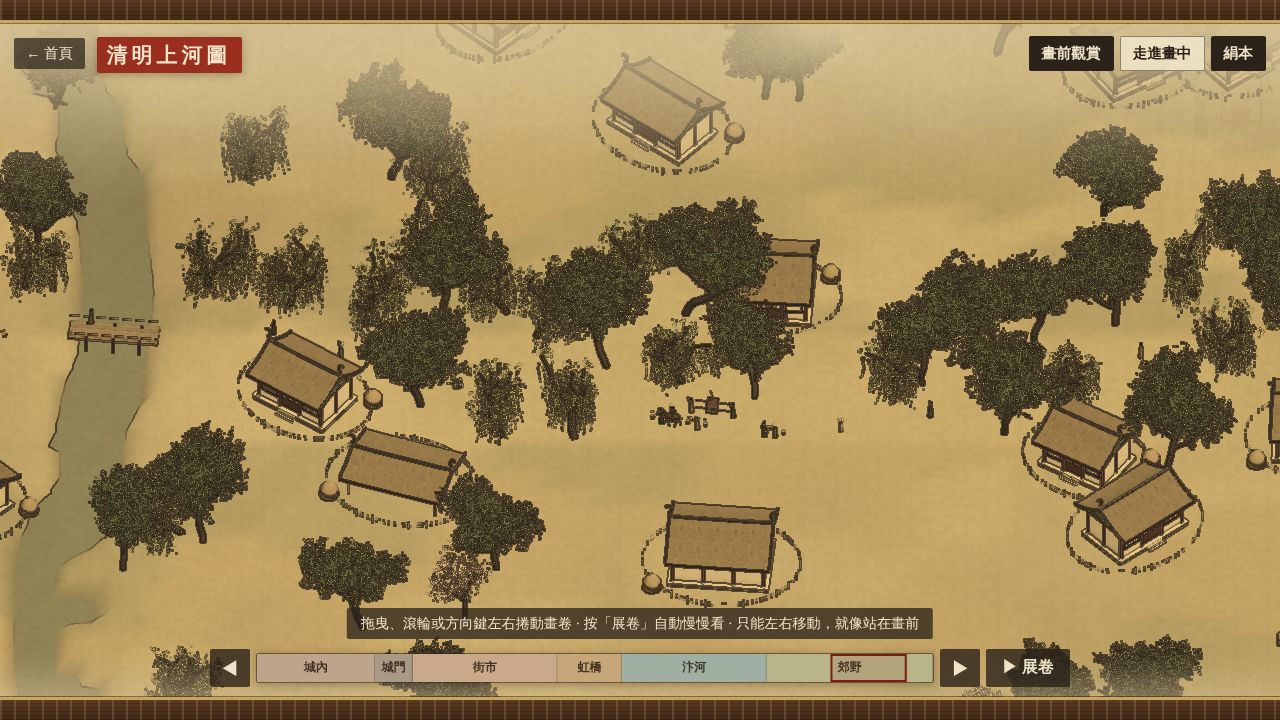 ← 首頁
清明上河圖
畫前觀賞
走進畫中
絹本
拖曳、滾輪或方向鍵左右捲動畫卷 · 按「展卷」自動慢慢看 · 只能左右移動，就像站在畫前
城內
城門
街市
虹橋
汴河
郊野
展卷